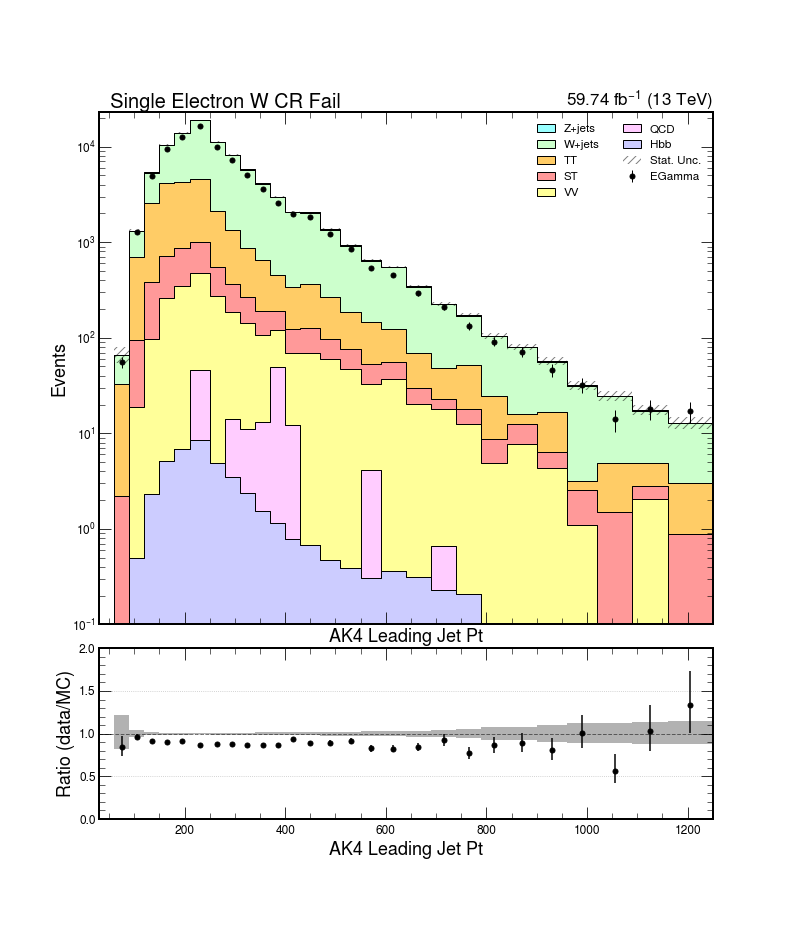 Single Electron W CR Fail
59.74 fb⁻¹ (13 TeV)
Z+jets
W+jets
TT
ST
VV
QCD
Hbb
Stat. Unc.
EGamma
Events
10⁴
10³
10²
10¹
10⁰
10⁻¹
AK4 Leading Jet Pt
Ratio (data/MC)
2.0
1.5
1.0
0.5
0.0
200 400 600 800 1000 1200
AK4 Leading Jet Pt